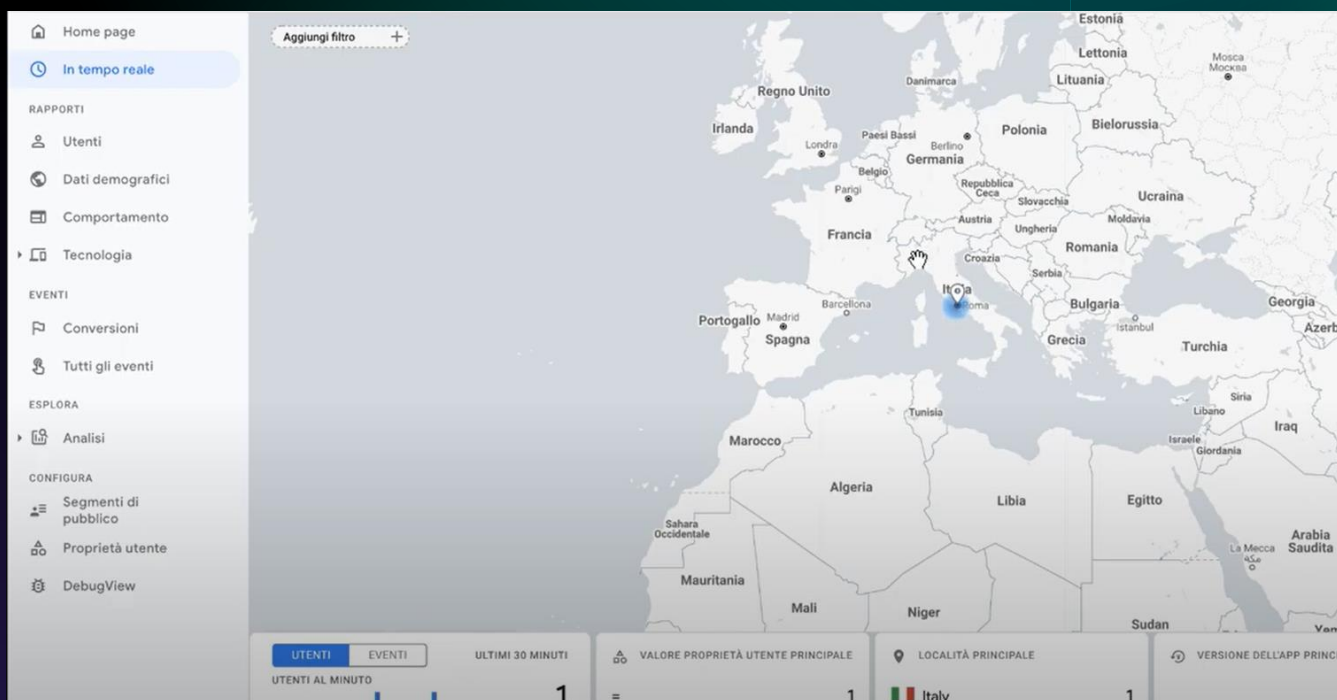 Home page
In tempo reale
RAPPORTI
Utenti
Dati demografici
Comportamento
Tecnologia
EVENTI
Conversioni
Tutti gli eventi
ESPLORA
Analisi
CONFIGURA
Segmenti di
pubblico
Proprietà utente
DebugView
Aggiungi filtro
Estonia
Lettonia
Mosca
Москва
Lituania
Danimarca
Regno Unito
Irlanda
Bielorussia
Polonia
Paesi Bassi
Londra
Berlino
Germania
Belgio
Parigi
Repubblica
Ceca
Slovacchia
Ucraina
Austria
Moldavia
Ungheria
Francia
Romania
Croazia
Serbia
Barcellona
Bulgaria
Georgia
Portogallo
Madrid
Spagna
Istanbul
Grecia
Turchia
Siria
Tunisia
Libano
Iraq
Marocco
Israele
Giordania
Algeria
Libia
Egitto
Sahara
Occidentale
Arabia
Saudita
La Mecca
مكة
Mauritania
Mali
Niger
Sudan
UTENTI
EVENTI
ULTIMI 30 MINUTI
UTENTI AL MINUTO
1
VALORE PROPRIETÀ UTENTE PRINCIPALE
1
LOCALITÀ PRINCIPALE
Italy
1
VERSIONE DELL'APP